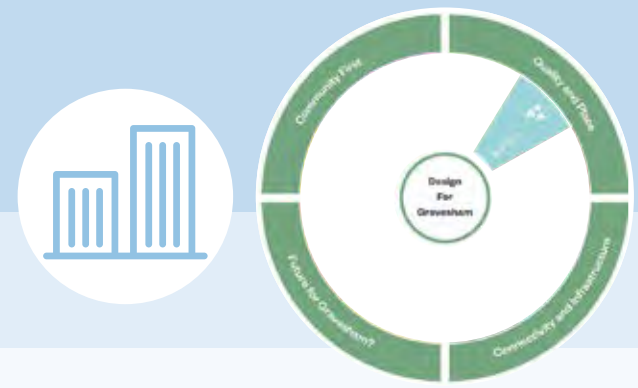 Community First
Quality and Place
Design
For
Gravesham
Future for Gravesham?
Connectivity and Infrastructure